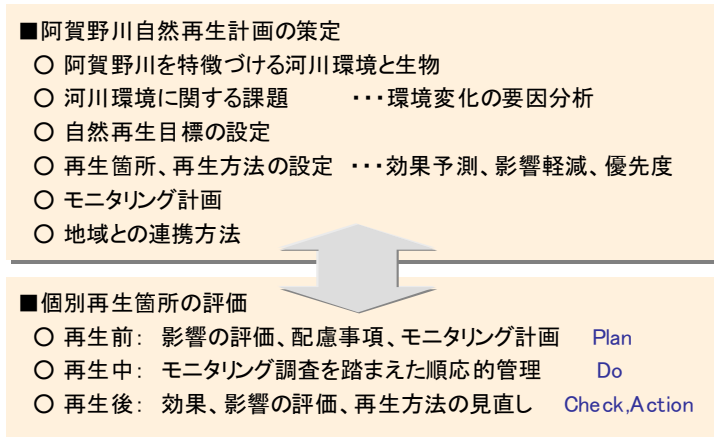 ■阿賀野川自然再生計画の策定
○ 阿賀野川を特徴づける河川環境と生物
○ 河川環境に関する課題 ・・・環境変化の要因分析
○ 自然再生目標の設定
○ 再生箇所、再生方法の設定 ・・・効果予測、影響軽減、優先度
○ モニタリング計画
○ 地域との連携方法
■個別再生箇所の評価
○ 再生前： 影響の評価、配慮事項、モニタリング計画 Plan
○ 再生中： モニタリング調査を踏まえた順応的管理 Do
○ 再生後： 効果、影響の評価、再生方法の見直し Check,Action